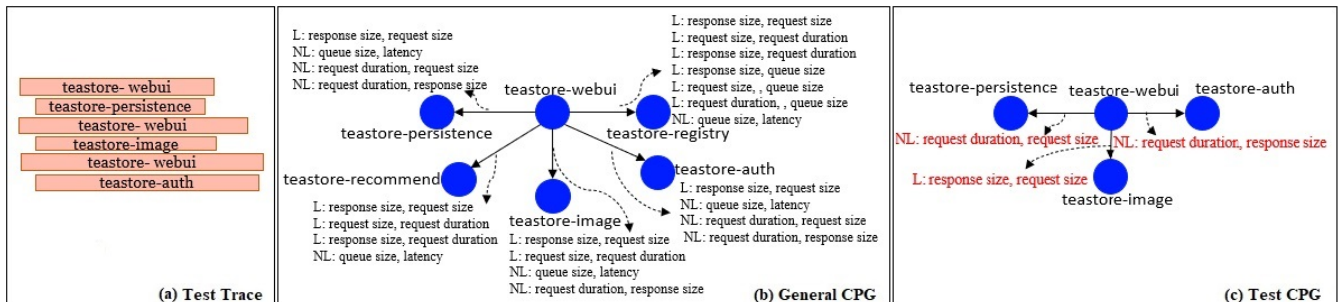 teastore- webui
teastore-persistence
teastore- webui
teastore-image
teastore- webui
teastore-auth
(a) Test Trace
L: response size, request size
NL: queue size, latency
NL: request duration, request size
NL: request duration, response size
L: response size, request size
L: request size, request duration
L: response size, request duration
L: response size, queue size
L: request size, , queue size
L: request duration, , queue size
NL: queue size, latency
teastore-webui
teastore-persistence
teastore-registry
teastore-recommend
teastore-image
teastore-auth
L: response size, request size
NL: queue size, latency
NL: request duration, request size
NL: request duration, response size
L: response size, request size
L: request size, request duration
L: response size, request duration
NL: queue size, latency
L: response size, request size
L: request size, request duration
NL: queue size, latency
NL: request duration, response size
(b) General CPG
teastore-persistence
teastore-webui
teastore-auth
NL: request duration, request size
NL: request duration, response size
L: response size, request size
teastore-image
(c) Test CPG